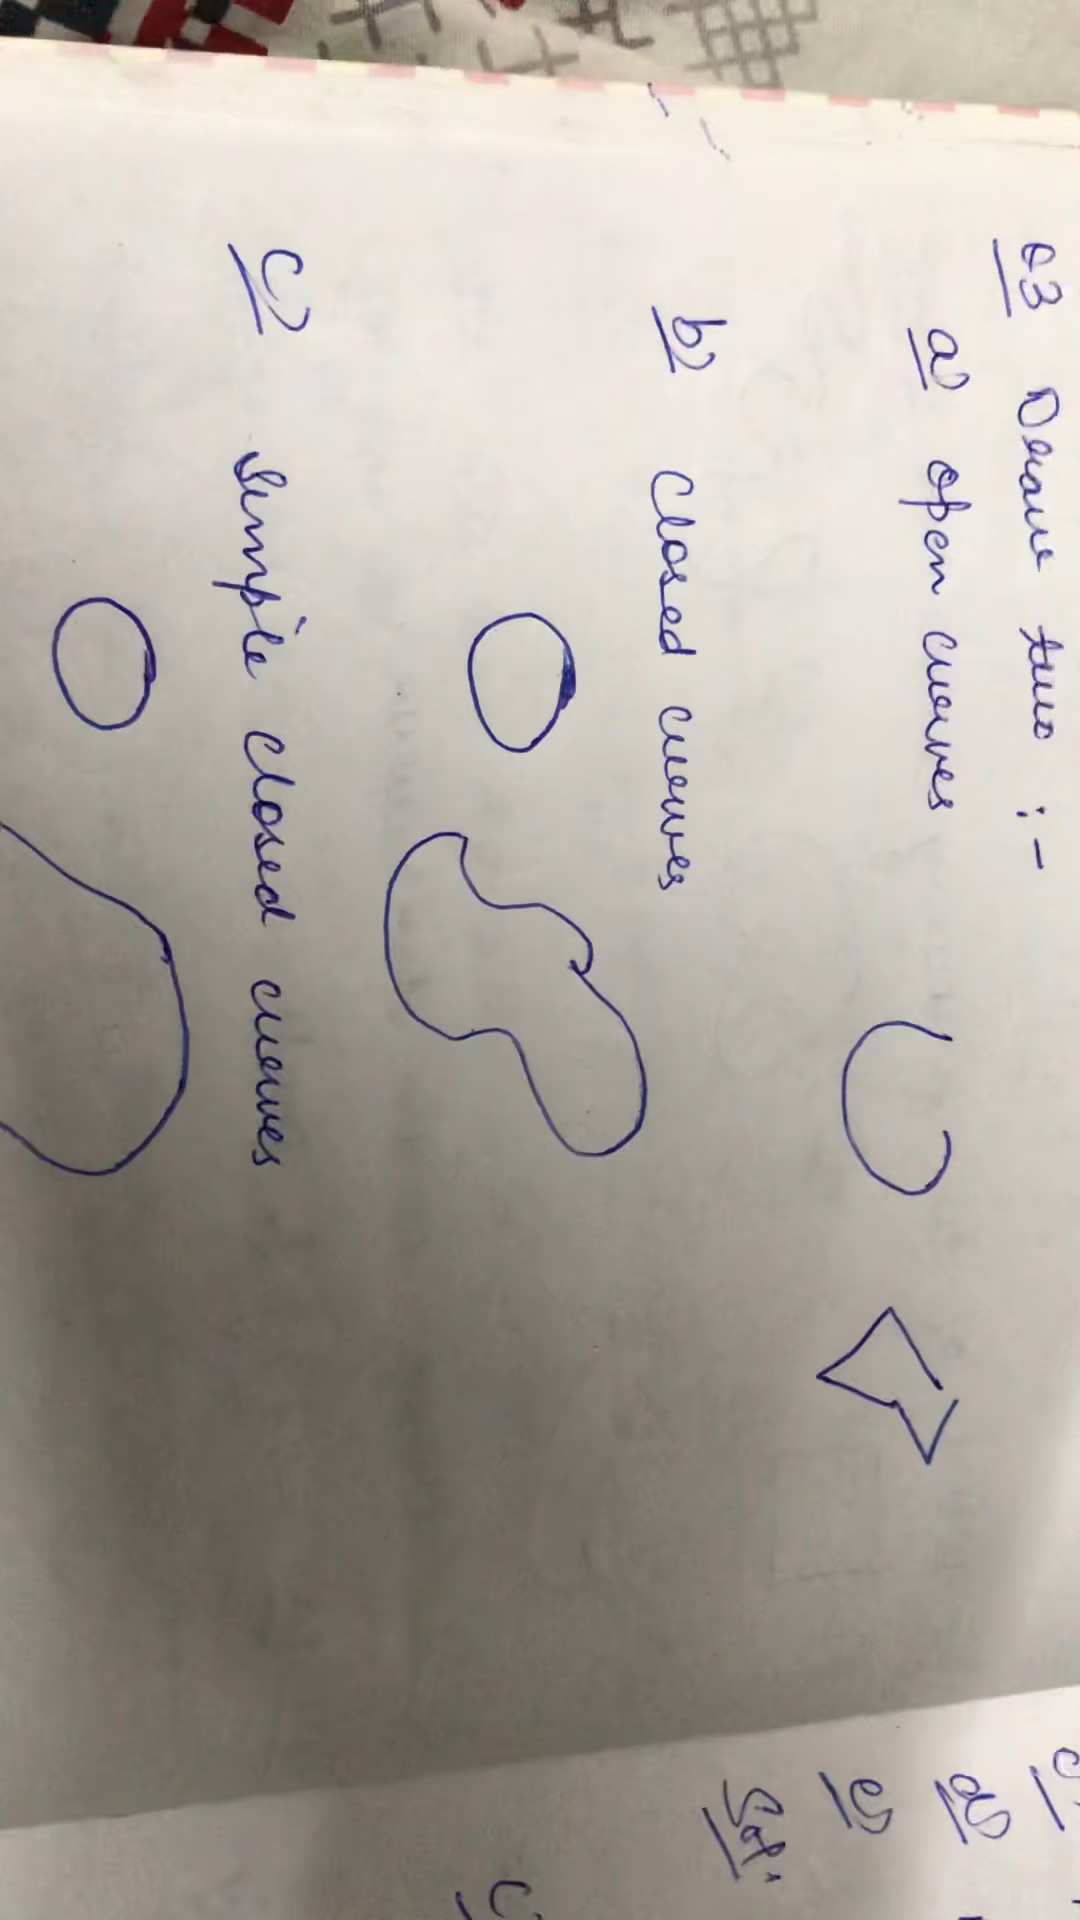 Q3 Draw two :-
a) open curves
b) closed curves
c) Simple closed curves
d)
e)
Sol.